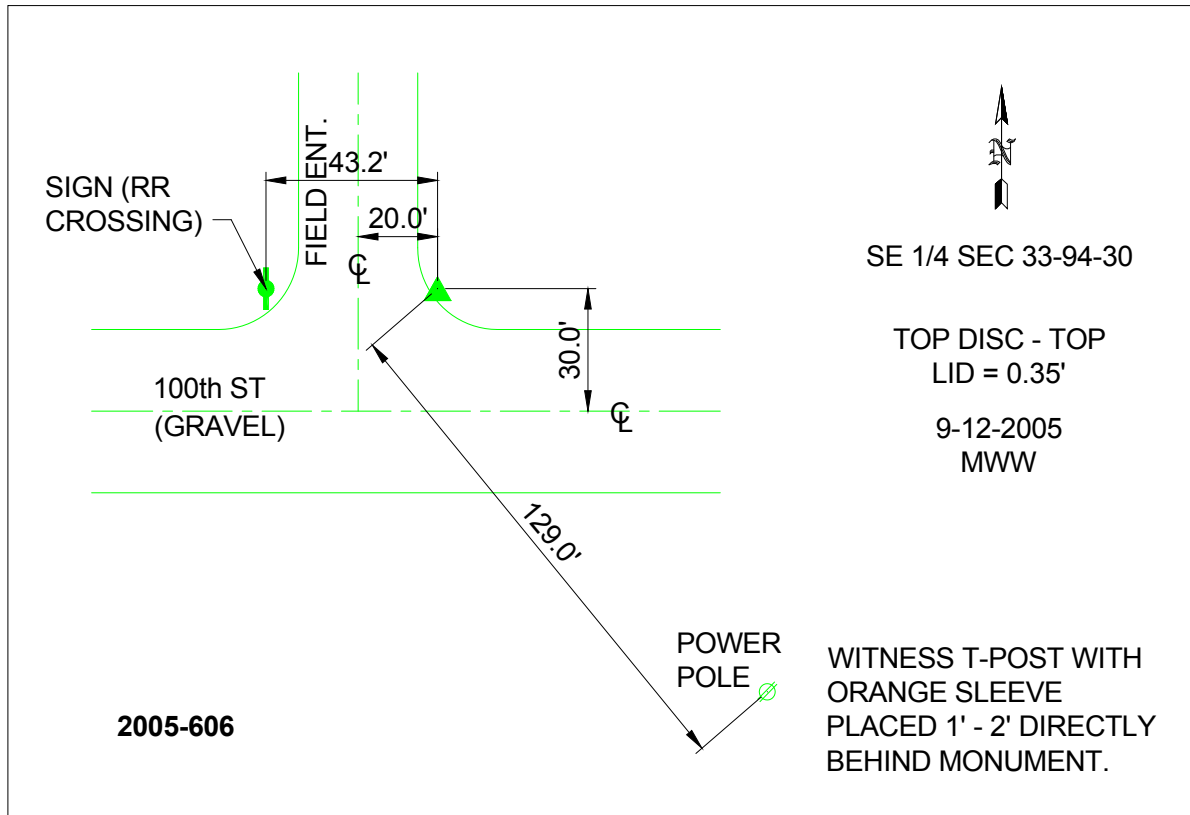 SIGN (RR
CROSSING)
FIELD ENT.
43.2'
20.0'
℄
30.0'
100th ST
(GRAVEL)
℄
129.0'
POWER
POLE
2005-606
N
SE 1/4 SEC 33-94-30
TOP DISC - TOP
LID = 0.35'
9-12-2005
MWW
WITNESS T-POST WITH
ORANGE SLEEVE
PLACED 1' - 2' DIRECTLY
BEHIND MONUMENT.